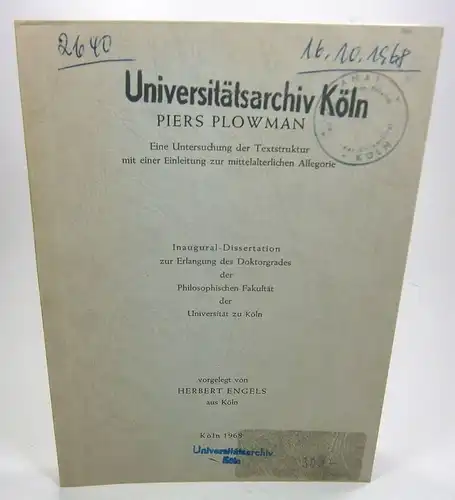 2640
16.10.1968
Universitätsarchiv Köln
PIERS PLOWMAN
Eine Untersuchung der Textstruktur
mit einer Einleitung zur mittelalterlichen Allegorie
KÖLN
Inaugural-Dissertation
zur Erlangung des Doktorgrades
der
Philosophischen Fakultät
der
Universität zu Köln
vorgelegt von
HERBERT ENGELS
aus Köln
Köln 1968
Universitätsarchiv
Köln